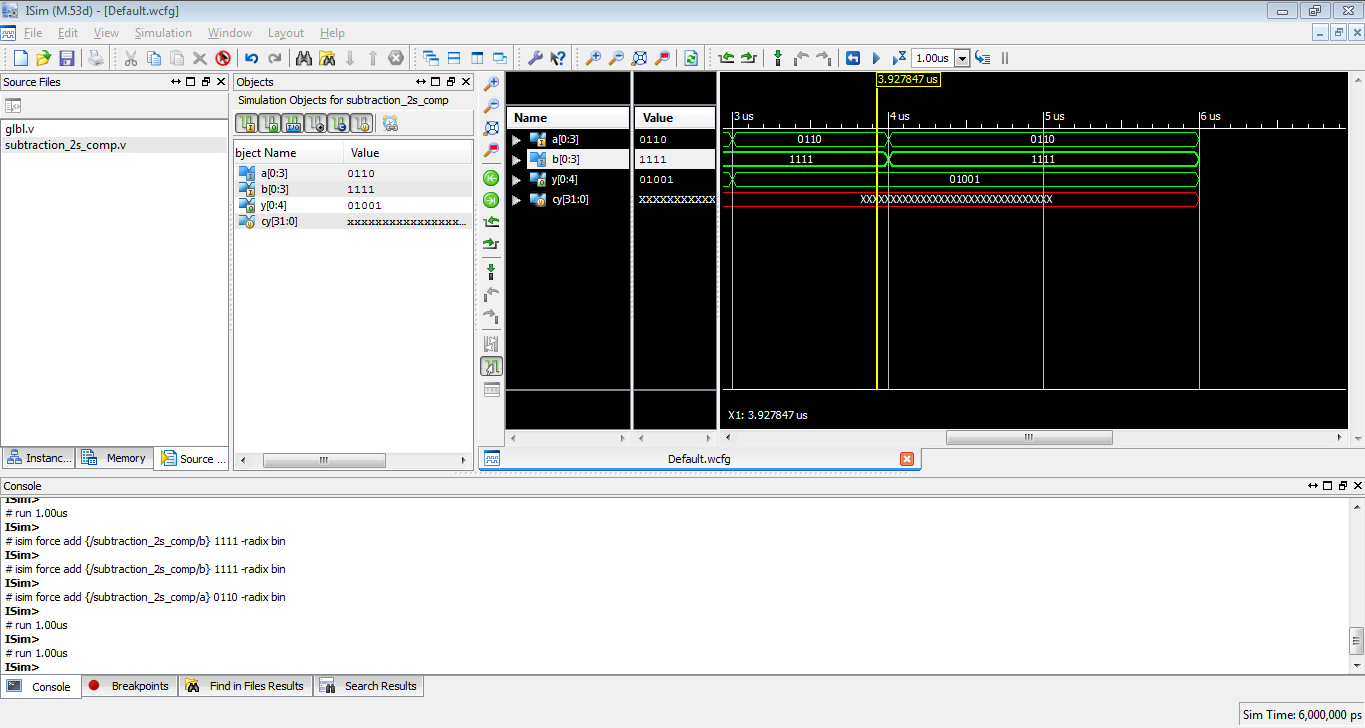 ISim (M.53d) - [Default.wcfg]
File Edit View Simulation Window Layout Help
1.00us
Source Files
glbl.v
subtraction_2s_comp.v
Instanc... Memory Source ...
Objects
Simulation Objects for subtraction_2s_comp
bject Name Value
a[0:3] 0110
b[0:3] 1111
y[0:4] 01001
cy[31:0] xxxxxxxxxxxxxxxxx...
Name Value
a[0:3] 0110
b[0:3] 1111
y[0:4] 01001
cy[31:0] XXXXXXXXXXX
3.927847 us
3 us 4 us 5 us 6 us
0110 0110
1111 1111
01001
XXXXXXXXXXXXXXXXXXXXXXXXXXXXXXXX
X1: 3.927847 us
Default.wcfg
Console
ISim>
# run 1.00us
ISim>
# isim force add {/subtraction_2s_comp/b} 1111 -radix bin
ISim>
# isim force add {/subtraction_2s_comp/b} 1111 -radix bin
ISim>
# isim force add {/subtraction_2s_comp/a} 0110 -radix bin
ISim>
# run 1.00us
ISim>
# run 1.00us
ISim>
Console Breakpoints Find in Files Results Search Results
Sim Time: 6,000,000 ps